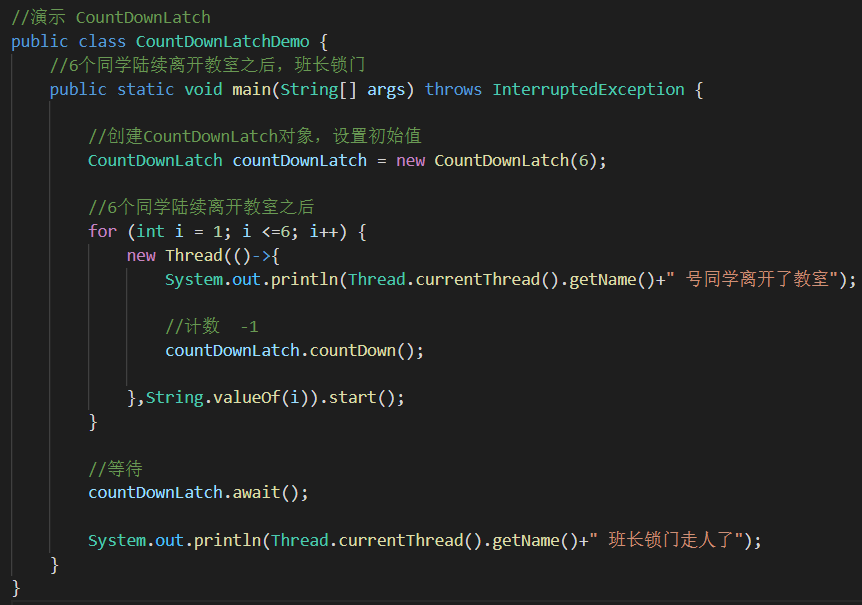 //演示 CountDownLatch
public class CountDownLatchDemo {
    //6个同学陆续离开教室之后，班长锁门
    public static void main(String[] args) throws InterruptedException {

        //创建CountDownLatch对象，设置初始值
        CountDownLatch countDownLatch = new CountDownLatch(6);

        //6个同学陆续离开教室之后
        for (int i = 1; i <=6; i++) {
            new Thread(()->{
                System.out.println(Thread.currentThread().getName()+" 号同学离开了教室");

                //计数  -1
                countDownLatch.countDown();

            },String.valueOf(i)).start();
        }

        //等待
        countDownLatch.await();

        System.out.println(Thread.currentThread().getName()+" 班长锁门走人了");
    }
}